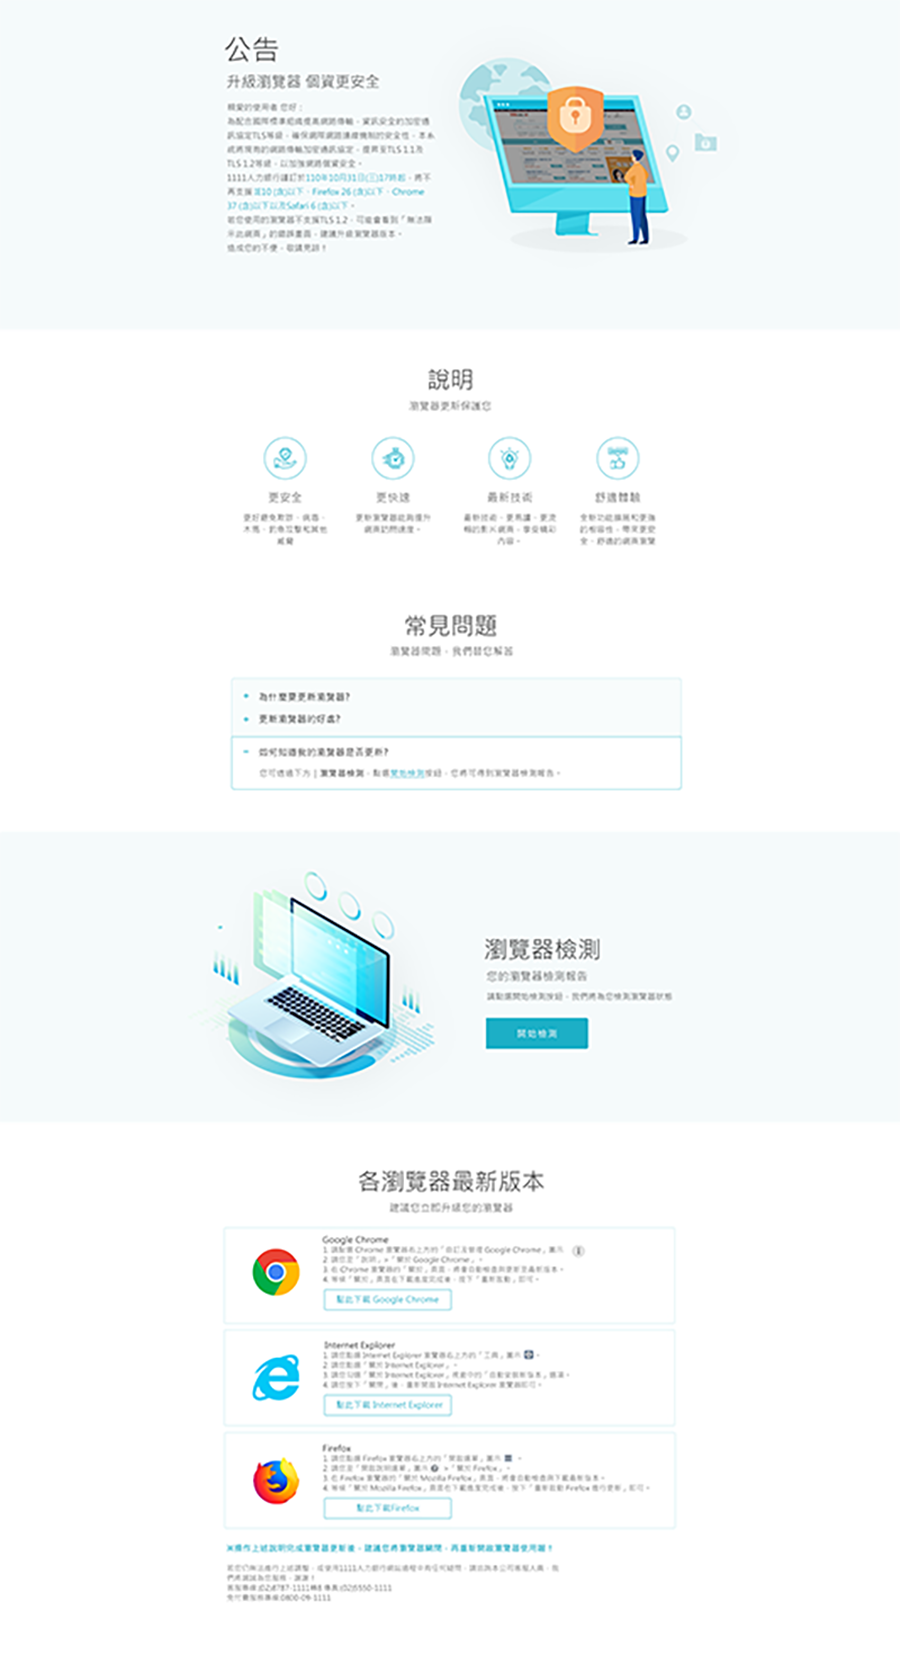 公告
升級瀏覽器 個資更安全
親愛的使用者 您好：
為配合國際標準組織提高網路傳輸、資訊安全的加密通
訊協定TLS等級，確保網際網路連線機制的安全性，本系
統將現有的網路傳輸加密通訊協定，提昇至TLS 1.1及
TLS 1.2等級，以加強網路個資安全。
1111人力銀行謹訂於110年10月31日(三)17時起，將不
再支援 IE10 (含)以下、Firefox 26 (含)以下、Chrome
37 (含)以下以及Safari 6 (含)以下。
若您使用的瀏覽器不支援TLS 1.2，可能會看到「無法顯
示此網頁」的錯誤畫面，建議升級瀏覽器版本。
造成您的不便，敬請見諒！
說明
瀏覽器更新保護您
更安全
更快速
最新技術
舒適體驗
更好避免欺詐、病毒、
木馬、釣魚攻擊和其他
威脅
更新瀏覽器能夠提升
網頁訪問速度。
最新技術，更高速、更流
暢的影片網頁，享受精彩
內容。
全新功能擴展和更強
的相容性，帶來更安
全、舒適的網頁瀏覽
常見問題
瀏覽器問題，我們替您解答
為什麼要更新瀏覽器?
更新瀏覽器的好處?
如何知道我的瀏覽器是否更新?
您可透過下方 | 瀏覽器檢測，點選開始檢測按鈕，您將可得到瀏覽器檢測報告。
瀏覽器檢測
您的瀏覽器檢測報告
請點選開始檢測按鈕，我們將為您檢測瀏覽器狀態
開始檢測
各瀏覽器最新版本
建議您立即升級您的瀏覽器
Google Chrome
1. 請點選 Chrome 瀏覽器右上方的「自訂及管理 Google Chrome」圖示
2. 請您至「說明」>「關於 Google Chrome」。
3. 在 Chrome 瀏覽器的「關於」頁面，將會自動檢查與更新至最新版本。
4. 等候「關於」頁面在下載進度完成後，按下「重新啟動」即可。
點此下載 Google Chrome
Internet Explorer
1. 請您點選 Internet Explorer 瀏覽器右上方的「工具」圖示 。
2. 請您點選「關於 Internet Explorer」。
3. 請您勾選「關於 Internet Explorer」視窗中的「自動安裝新版本」選項。
4. 請您按下「關閉」後，重新開啟 Internet Explorer 瀏覽器即可。
點此下載 Internet Explorer
Firefox
1. 請您點選 Firefox 瀏覽器右上方的「開啟選單」圖示 。
2. 請您至「開啟說明選單」圖示 >「關於 Firefox」。
3. 在 Firefox 瀏覽器的「關於 Mozilla Firefox」頁面，將會自動檢查與下載最新版本。
4. 等候「關於 Mozilla Firefox」頁面在下載進度完成後，按下「重新啟動 Firefox 進行更新」即可。
點此下載Firefox
※操作上述說明完成瀏覽器更新後，建議您將瀏覽器關閉，再重新開啟瀏覽器使用喔！
若您仍無法進行上述調整，或使用1111人力銀行網站過程中有任何疑問，請洽詢本公司客服人員，我
們將竭誠為您服務，謝謝！
客服專線:(02)8787-1111轉8 傳真:(02)5550-1111
免付費服務專線:0800-09-1111